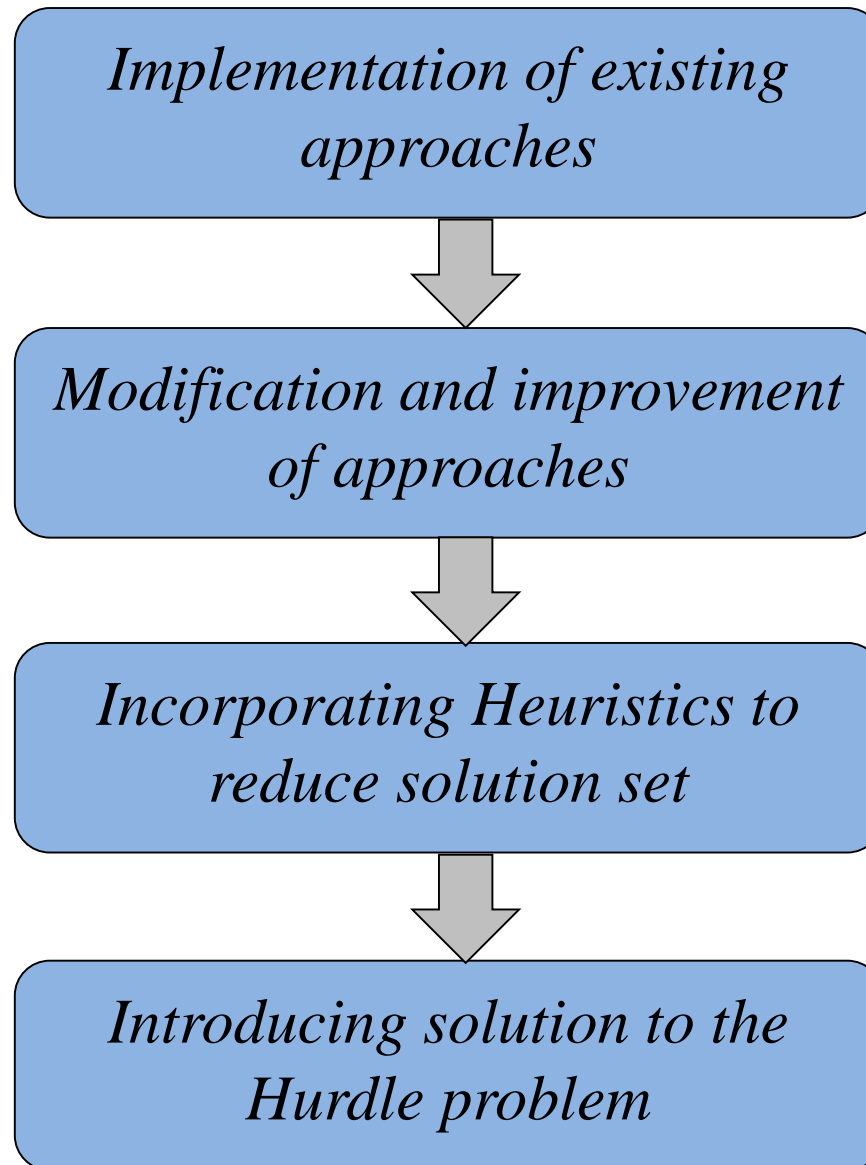 Implementation of existing
approaches
Modification and improvement
of approaches
Incorporating Heuristics to
reduce solution set
Introducing solution to the
Hurdle problem